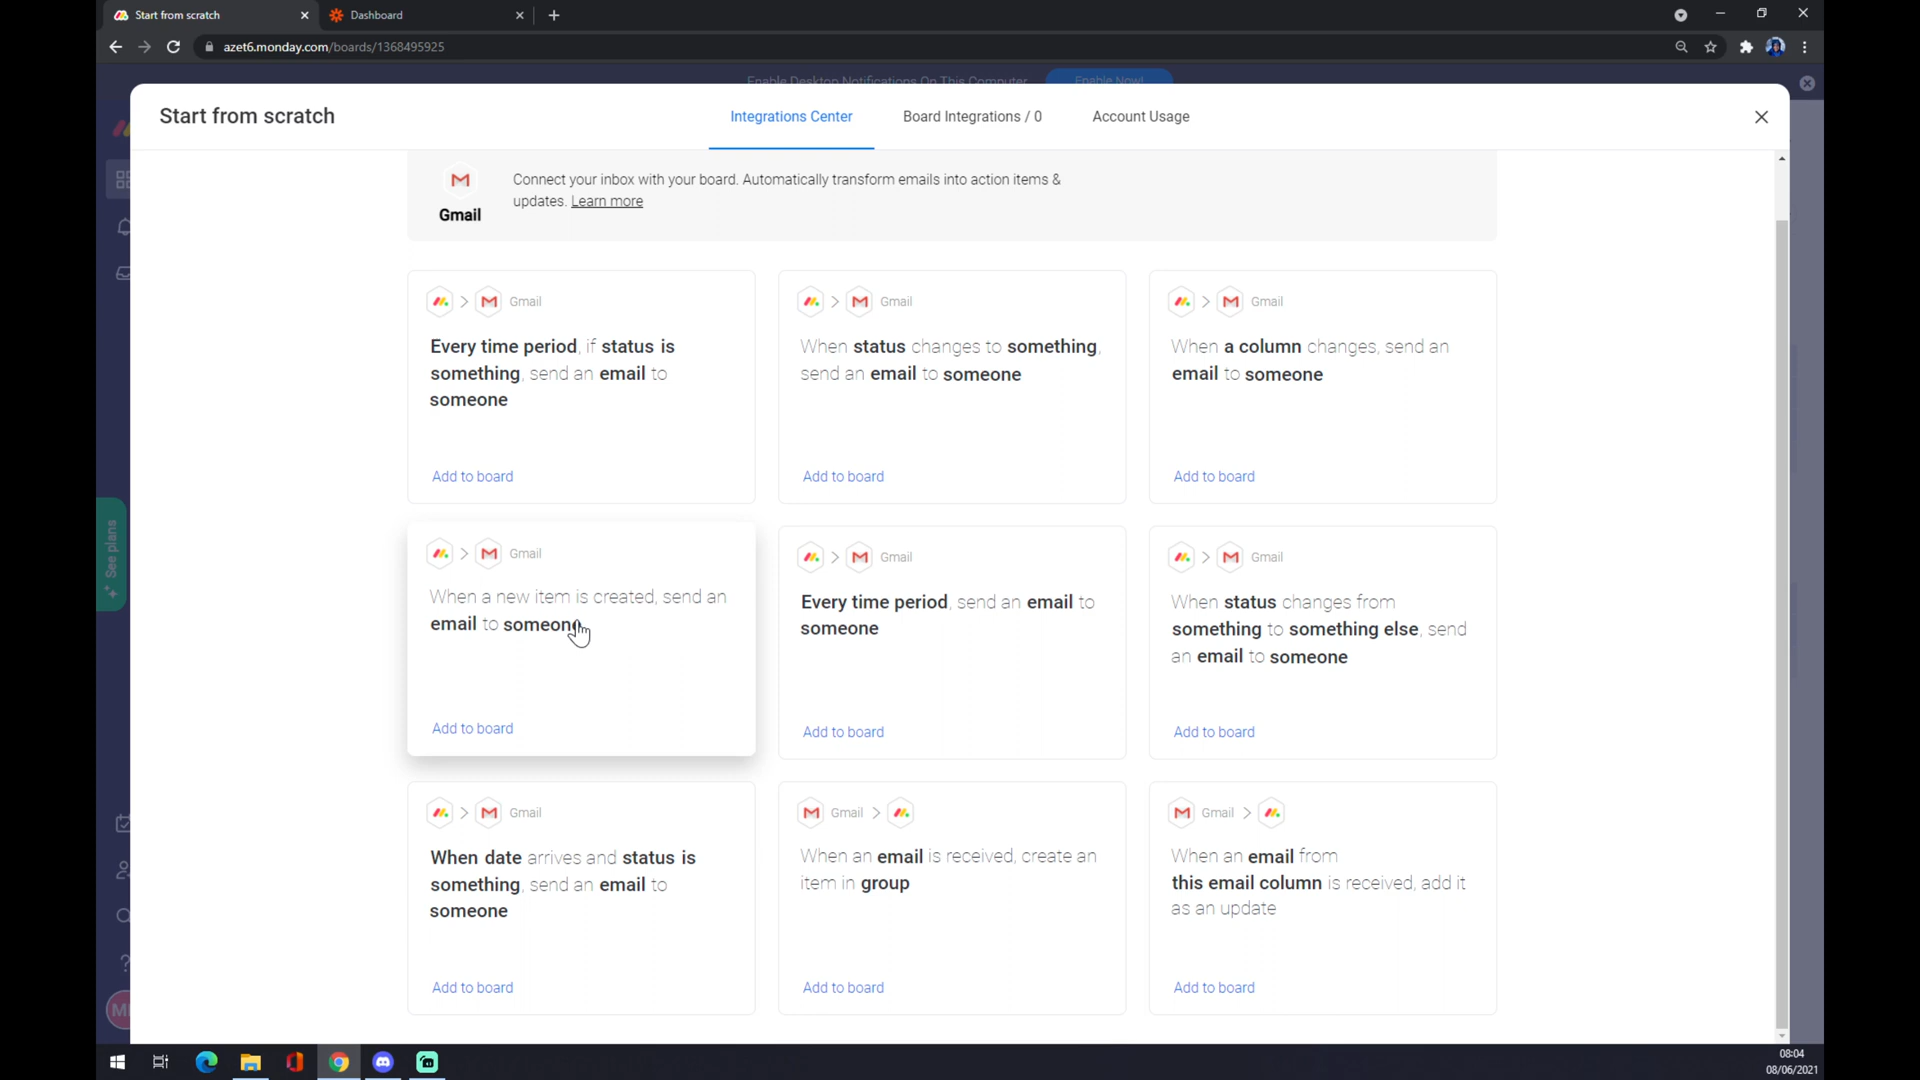 Start from scratch
Dashboard
azet6.monday.com/boards/1368495925
Enable Desktop Notifications On This Computer
Enable Now!
Start from scratch
Integrations Center
Board Integrations / 0
Account Usage
Gmail
Connect your inbox with your board. Automatically transform emails into action items &
updates. Learn more
Gmail
Every time period, if status is
something, send an email to
someone
Add to board
Gmail
When status changes to something,
send an email to someone
Add to board
Gmail
When a column changes, send an
email to someone
Add to board
See plans
Gmail
When a new item is created, send an
email to someone
Add to board
Gmail
Every time period, send an email to
someone
Add to board
Gmail
When status changes from
something to something else, send
an email to someone
Add to board
Gmail
When date arrives and status is
something, send an email to
someone
Add to board
Gmail
When an email is received, create an
item in group
Add to board
Gmail
When an email from
this email column is received, add it
as an update
Add to board
08:04
08/06/2021